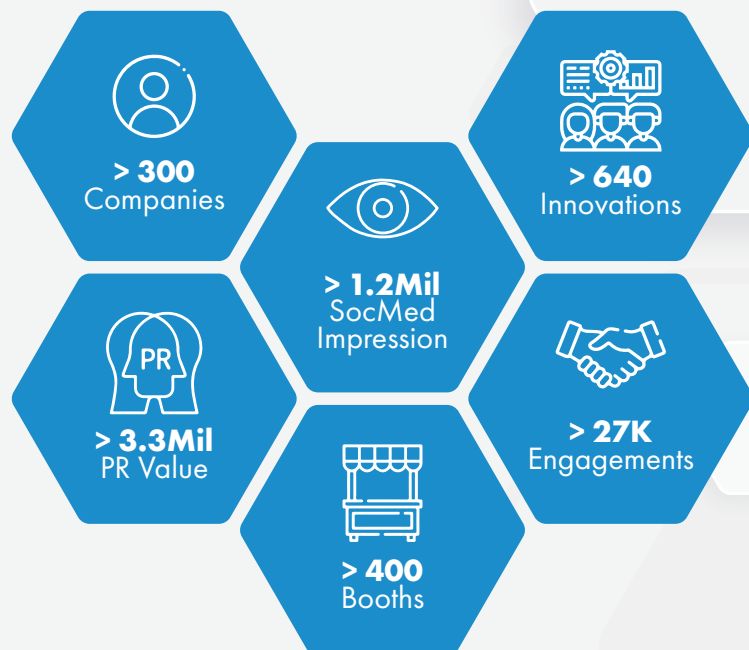 > 300
Companies
> 640
Innovations
> 1.2Mil
SocMed
Impression
PR
> 3.3Mil
PR Value
> 27K
Engagements
> 400
Booths